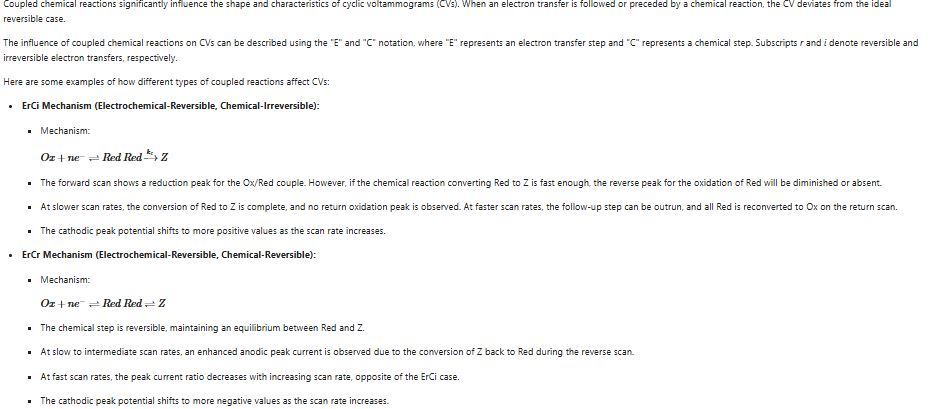 Coupled chemical reactions significantly influence the shape and characteristics of cyclic voltammograms (CVs). When an electron transfer is followed or preceded by a chemical reaction, the CV deviates from the ideal
reversible case.
The influence of coupled chemical reactions on CVs can be described using the "E" and "C" notation, where "E" represents an electron transfer step and "C" represents a chemical step. Subscripts r and i denote reversible and
irreversible electron transfers, respectively.
Here are some examples of how different types of coupled reactions affect CVs:
• ErCi Mechanism (Electrochemical-Reversible, Chemical-Irreversible):
▪ Mechanism:
Ox + ne⁻ ⇌ Red Red —kᵢ→ Z
▪ The forward scan shows a reduction peak for the Ox/Red couple. However, if the chemical reaction converting Red to Z is fast enough, the reverse peak for the oxidation of Red will be diminished or absent.
▪ At slower scan rates, the conversion of Red to Z is complete, and no return oxidation peak is observed. At faster scan rates, the follow-up step can be outrun, and all Red is reconverted to Ox on the return scan.
▪ The cathodic peak potential shifts to more positive values as the scan rate increases.
• ErCr Mechanism (Electrochemical-Reversible, Chemical-Reversible):
▪ Mechanism:
Ox + ne⁻ ⇌ Red Red ⇌ Z
▪ The chemical step is reversible, maintaining an equilibrium between Red and Z.
▪ At slow to intermediate scan rates, an enhanced anodic peak current is observed due to the conversion of Z back to Red during the reverse scan.
▪ At fast scan rates, the peak current ratio decreases with increasing scan rate, opposite of the ErCi case.
▪ The cathodic peak potential shifts to more negative values as the scan rate increases.